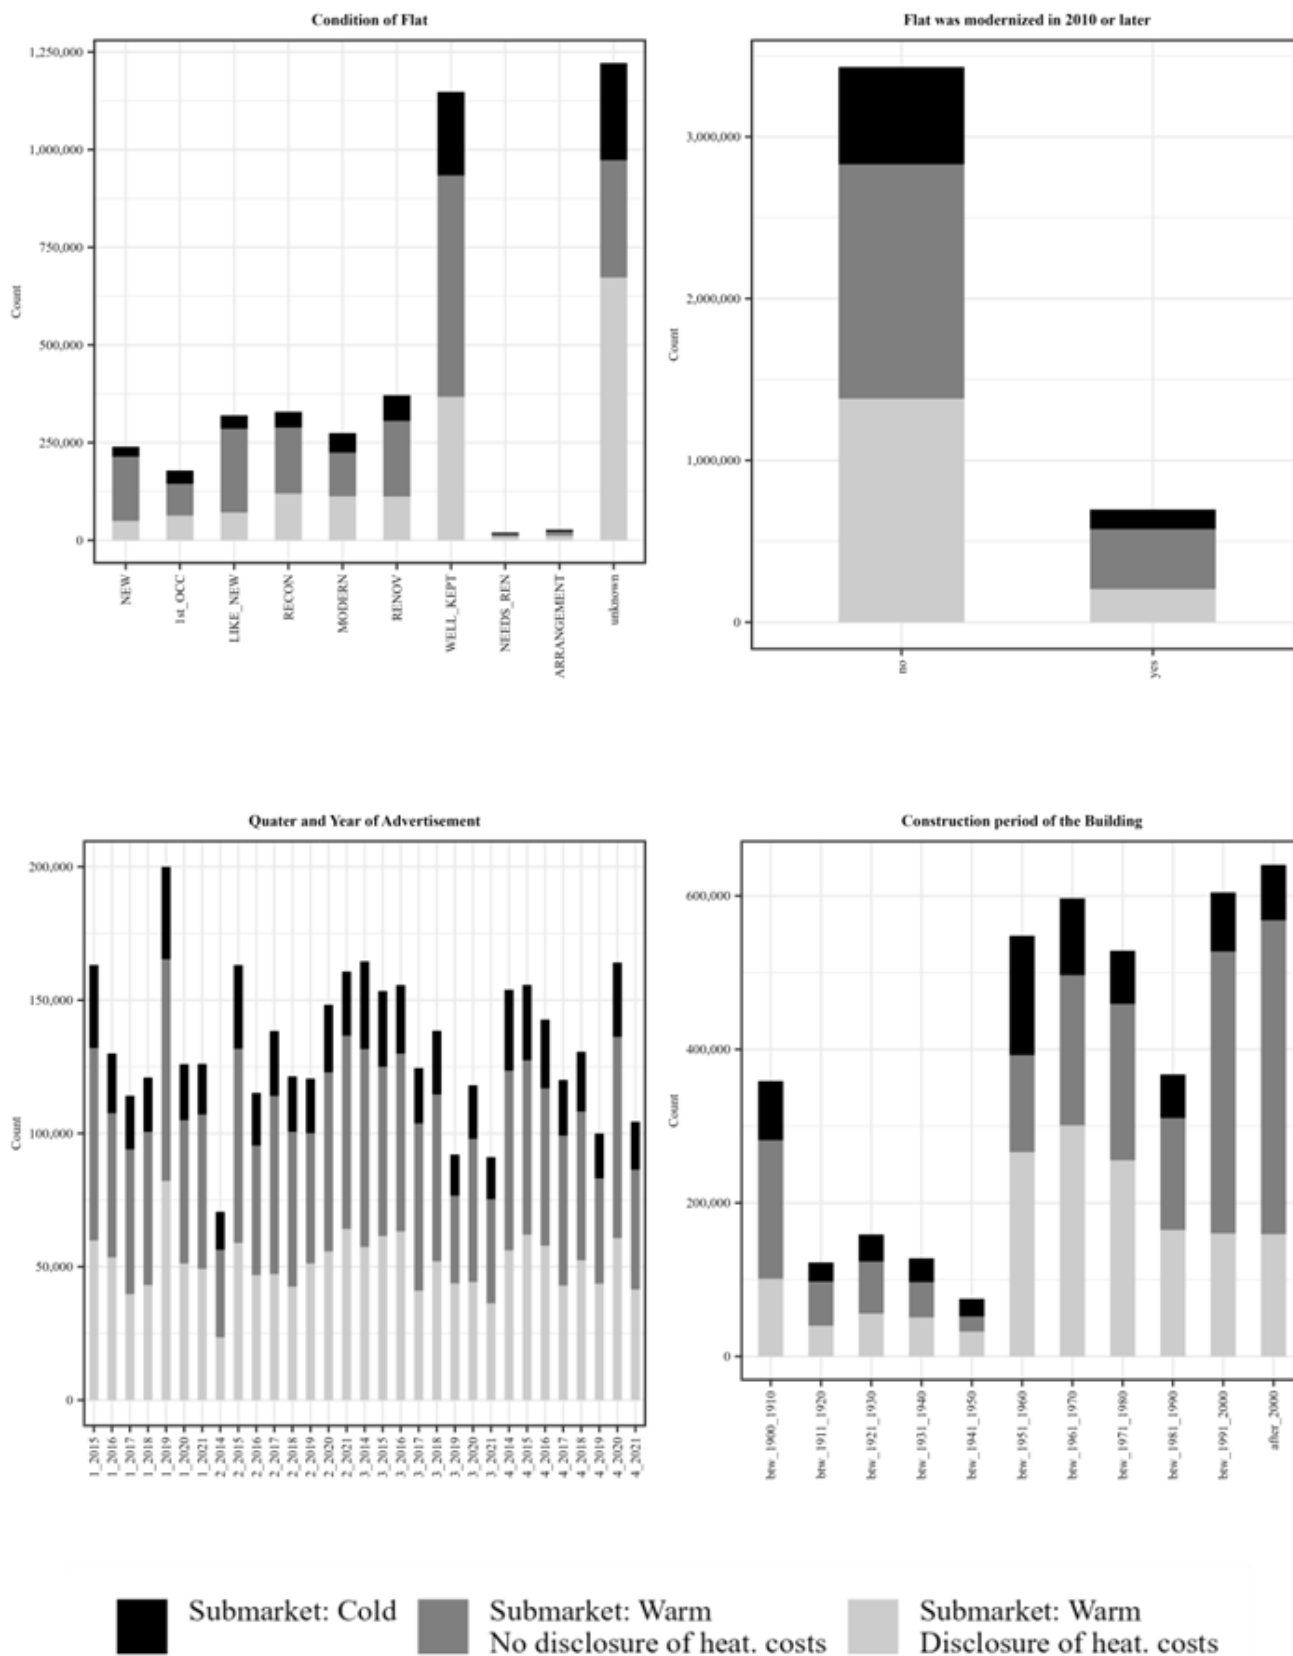 Condition of Flat
1,250,000
1,000,000
750,000
500,000
250,000
0
Count
NEW
1st_OCC
LIKE_NEW
RECON
MODERN
RENOV
WELL_KEPT
NEEDS_REN
ARRANGEMENT
unknown
Flat was modernized in 2010 or later
3,000,000
2,000,000
1,000,000
0
Count
no
yes
Quater and Year of Advertisement
200,000
150,000
100,000
50,000
0
Count
1_2015
1_2016
1_2017
1_2018
1_2019
1_2020
1_2021
2_2014
2_2015
2_2016
2_2017
2_2018
2_2019
2_2020
2_2021
3_2014
3_2015
3_2016
3_2017
3_2018
3_2019
3_2020
3_2021
4_2014
4_2015
4_2016
4_2017
4_2018
4_2019
4_2020
4_2021
Construction period of the Building
600,000
400,000
200,000
0
Count
btw_1900_1910
btw_1911_1920
btw_1921_1930
btw_1931_1940
btw_1941_1950
btw_1951_1960
btw_1961_1970
btw_1971_1980
btw_1981_1990
btw_1991_2000
after_2000
Submarket: Cold
Submarket: Warm
No disclosure of heat. costs
Submarket: Warm
Disclosure of heat. costs